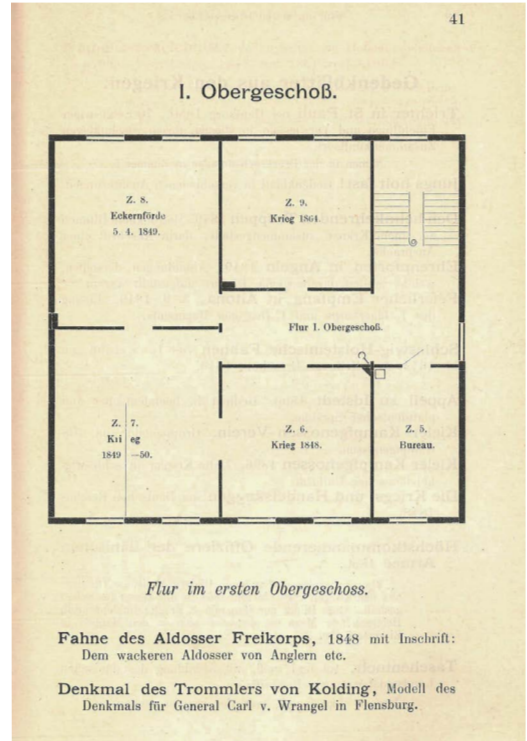 41
I. Obergeschoß.
Z. 8.
Eckernförde
5. 4. 1849.
Z. 9.
Krieg 1864.
Flur 1. Obergeschoß.
Z. 7.
Krieg
1849—50.
Z. 6.
Krieg 1848.
Z. 5.
Bureau.
Flur im ersten Obergeschoss.
Fahne des Aldosser Freikorps, 1848 mit Inschrift:
Dem wackeren Aldosser von Anglern etc.
Denkmal des Trommlers von Kolding, Modell des
Denkmals für General Carl v. Wrangel in Flensburg.